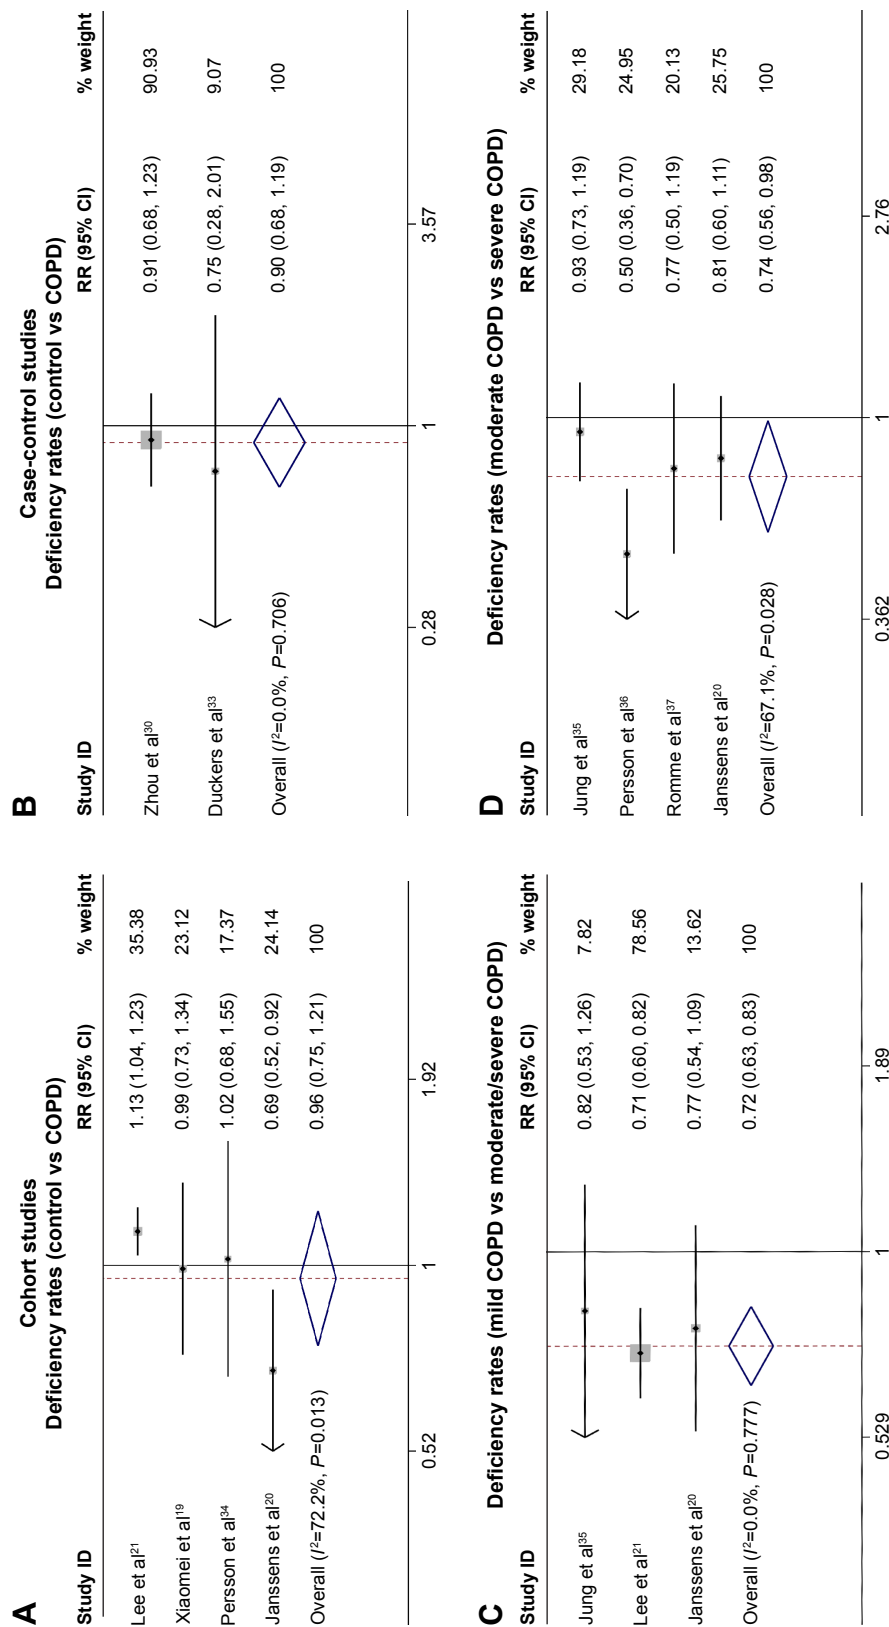 A
Cohort studies
Deficiency rates (control vs COPD)
Study ID RR (95% CI) % weight
Lee et al21 1.13 (1.04, 1.23) 35.38
Xiaomei et al19 0.99 (0.73, 1.34) 23.12
Persson et al34 1.02 (0.68, 1.55) 17.37
Janssens et al20 0.69 (0.52, 0.92) 24.14
Overall (I2=72.2%, P=0.013) 0.96 (0.75, 1.21) 100
0.52 1 1.92
B
Case-control studies
Deficiency rates (control vs COPD)
Study ID RR (95% CI) % weight
Zhou et al30 0.91 (0.68, 1.23) 90.93
Duckers et al33 0.75 (0.28, 2.01) 9.07
Overall (I2=0.0%, P=0.706) 0.90 (0.68, 1.19) 100
0.28 1 3.57
C
Deficiency rates (mild COPD vs moderate/severe COPD)
Study ID RR (95% CI) % weight
Jung et al35 0.82 (0.53, 1.26) 7.82
Lee et al21 0.71 (0.60, 0.82) 78.56
Janssens et al20 0.77 (0.54, 1.09) 13.62
Overall (I2=0.0%, P=0.777) 0.72 (0.63, 0.83) 100
0.529 1 1.89
D
Deficiency rates (moderate COPD vs severe COPD)
Study ID RR (95% CI) % weight
Jung et al35 0.93 (0.73, 1.19) 29.18
Persson et al36 0.50 (0.36, 0.70) 24.95
Romme et al37 0.77 (0.50, 1.19) 20.13
Janssens et al20 0.81 (0.60, 1.11) 25.75
Overall (I2=67.1%, P=0.028) 0.74 (0.56, 0.98) 100
0.362 1 2.76